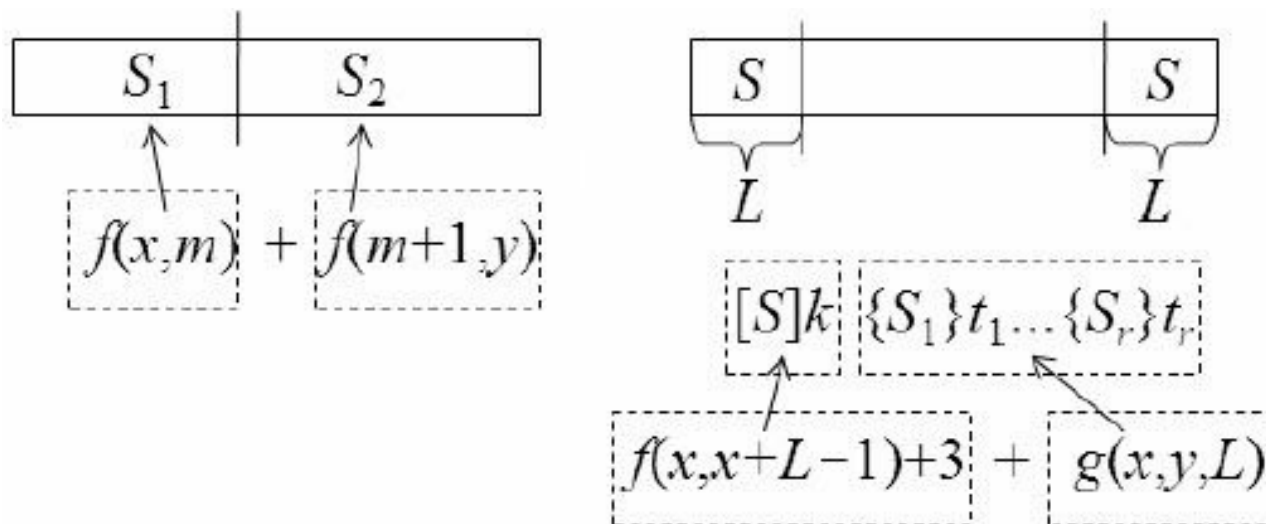 S₁ S₂
f(x,m) + f(m+1,y)
S S
L L
[S]k {S₁}t₁...{Sᵣ}tᵣ
f(x,x+L−1)+3 + g(x,y,L)